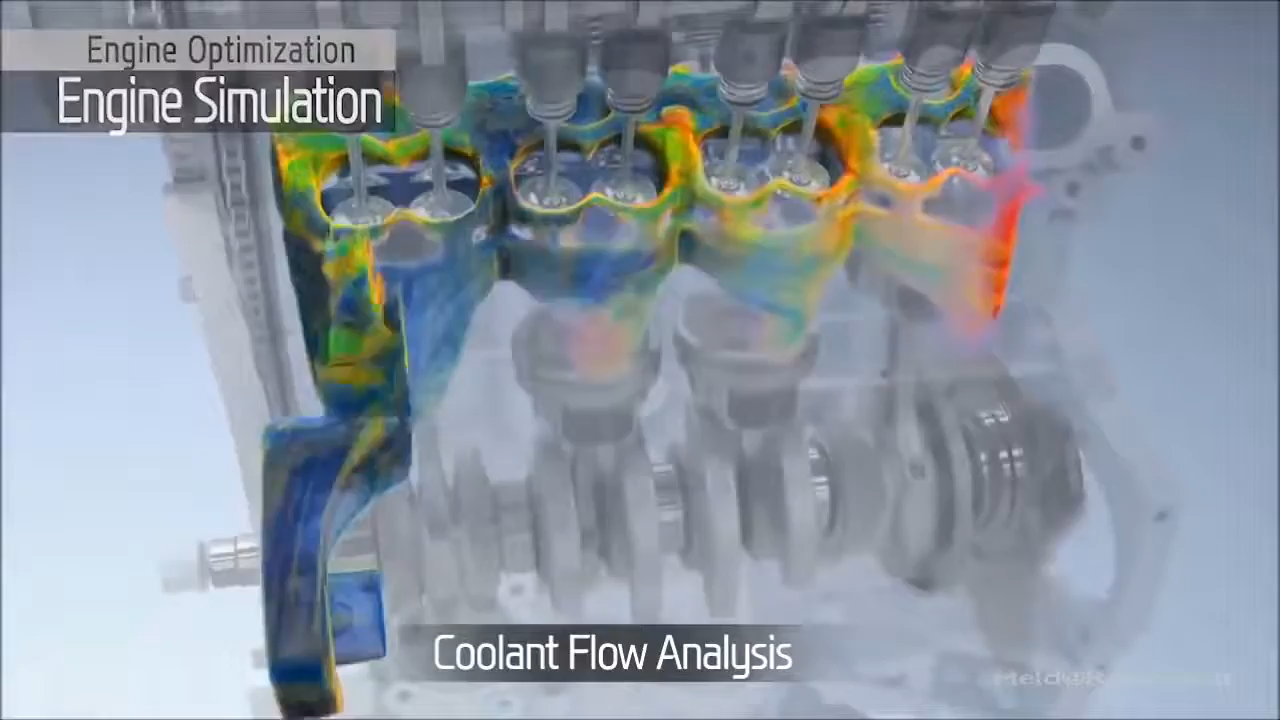 Engine Optimization
Engine Simulation
Coolant Flow Analysis